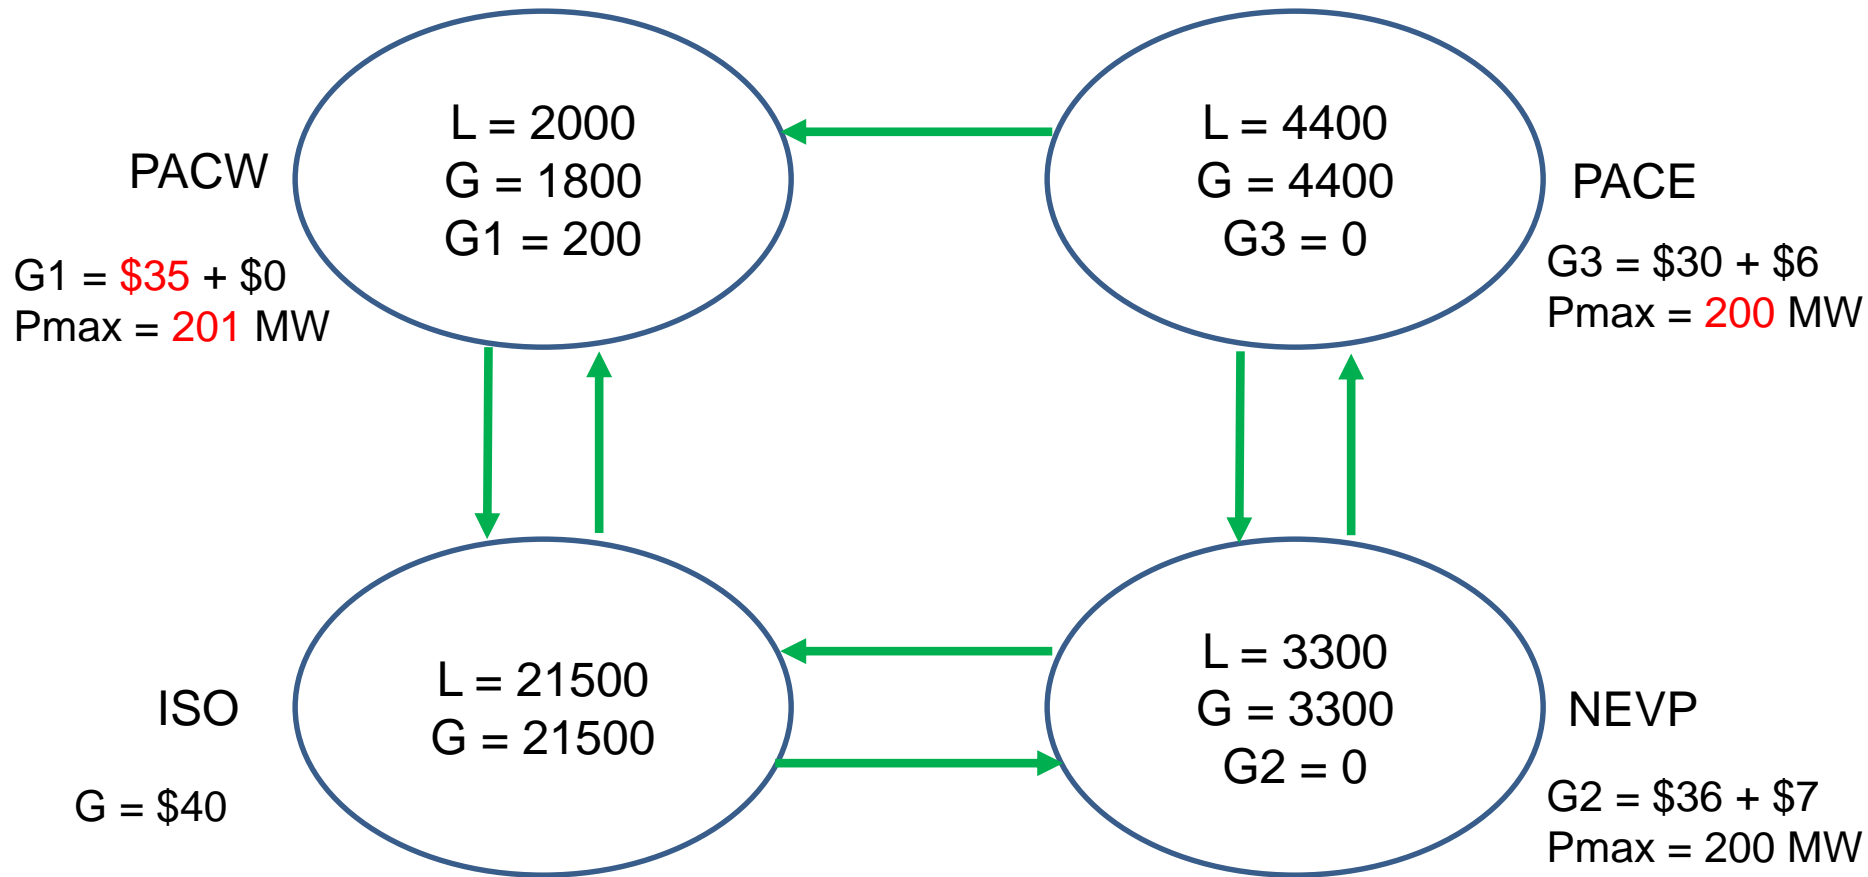 PACW
L = 2000
G = 1800
G1 = 200
G1 = $35 + $0
Pmax = 201 MW
L = 4400
G = 4400
G3 = 0
PACE
G3 = $30 + $6
Pmax = 200 MW
ISO
L = 21500
G = 21500
G = $40
L = 3300
G = 3300
G2 = 0
NEVP
G2 = $36 + $7
Pmax = 200 MW